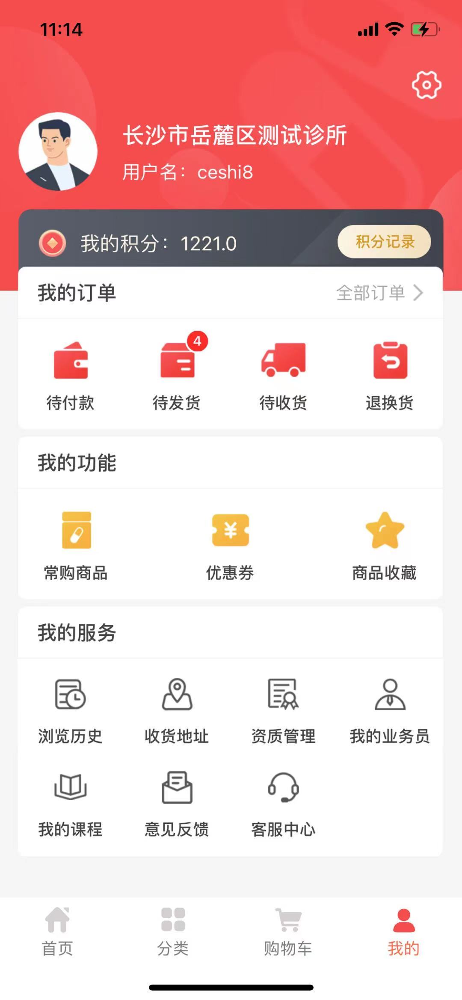 11:14
长沙市岳麓区测试诊所
用户名：ceshi8
我的积分：1221.0
积分记录
我的订单
全部订单
4
待付款 待发货 待收货 退换货
我的功能
常购商品 优惠券 商品收藏
我的服务
浏览历史 收货地址 资质管理 我的业务员
我的课程 意见反馈 客服中心
首页 分类 购物车 我的